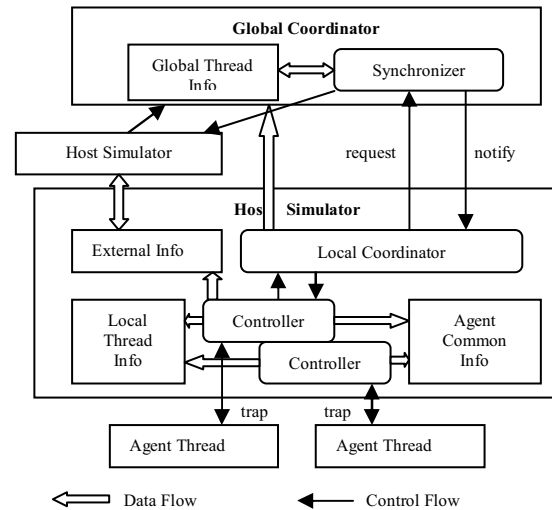 Global Coordinator
Global Thread
Info
Synchronizer
Host Simulator
request
notify
Host Simulator
External Info
Local Coordinator
Local
Thread
Info
Controller
Agent
Common
Info
Controller
trap
trap
Agent Thread
Agent Thread
Data Flow
Control Flow